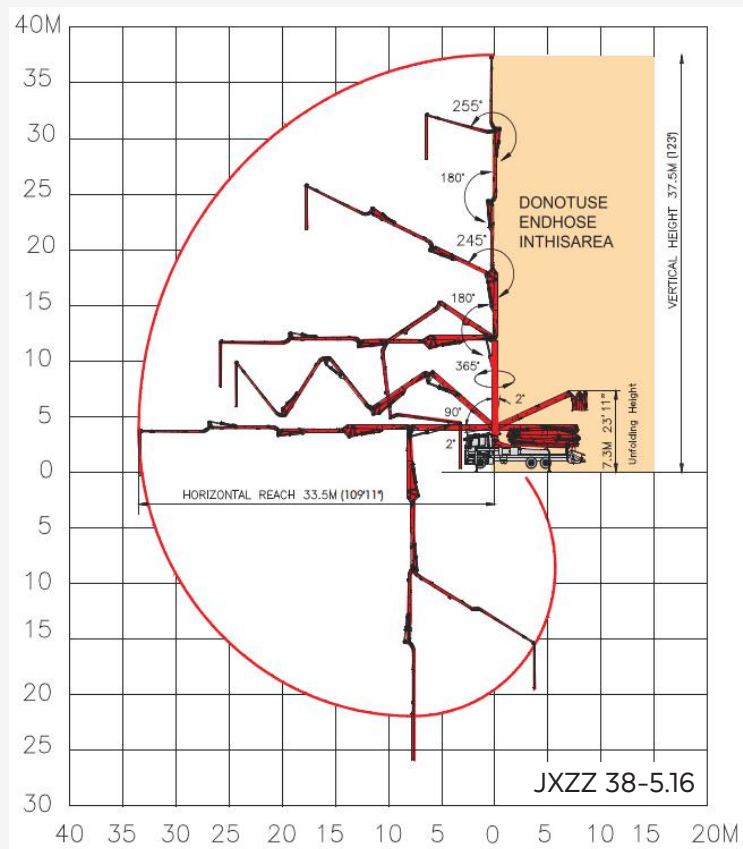 40M
35
30
25
20
15
10
5
0
5
10
15
20
25
30
40 35 30 25 20 15 10 5 0 5 10 15 20M
255°
180°
245°
180°
365°
90°
2°
2°
DONOTUSE
ENDHOSE
INTHISAREA
VERTICAL HEIGHT 37.5M (123')
7.3M 23'11"
Unfolding Height
HORIZONTAL REACH 33.5M (109'11")
JXZZ 38-5.16